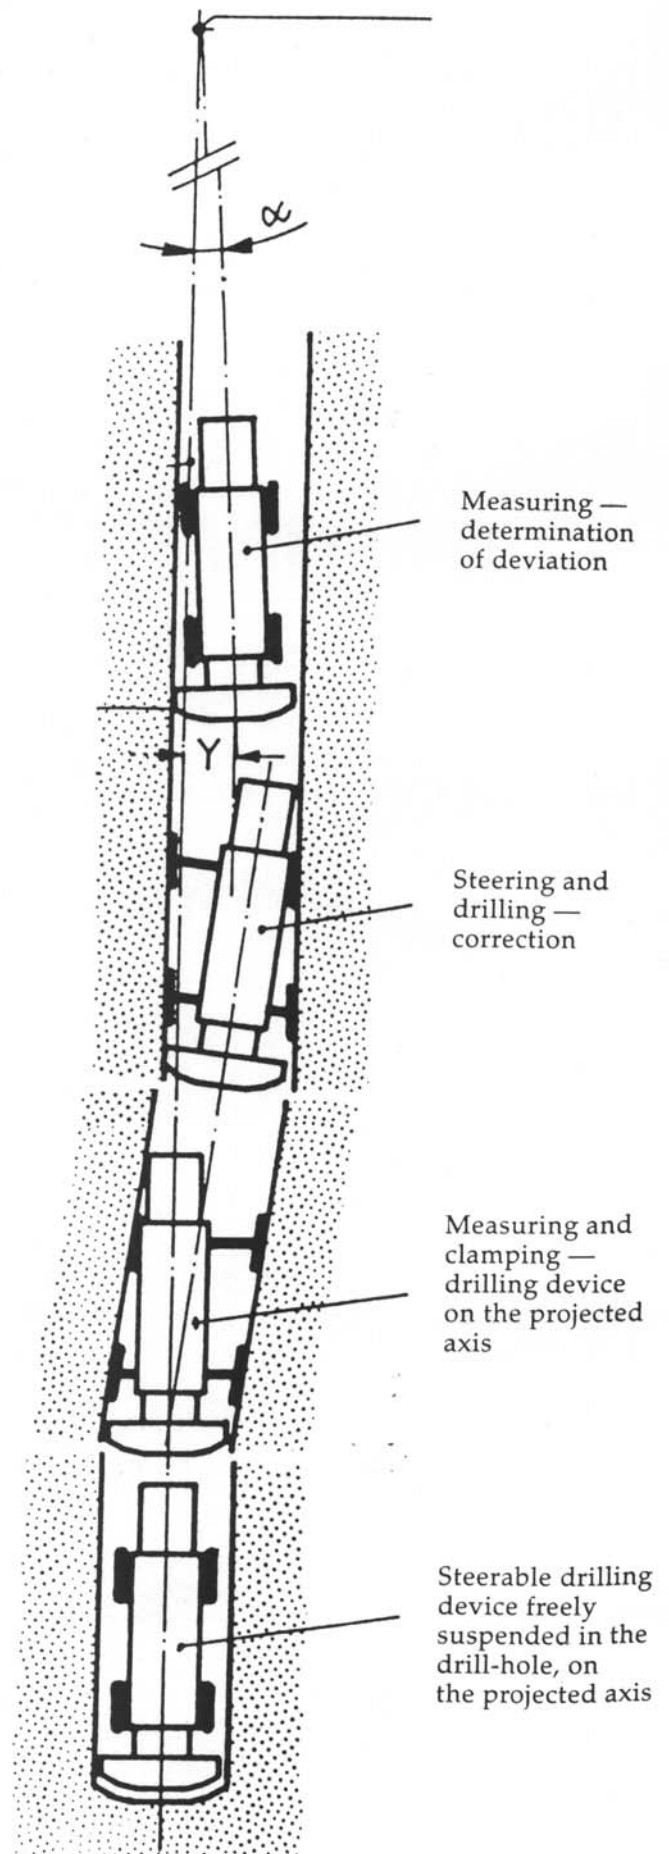 α
Measuring —
determination
of deviation
Y
Steering and
drilling —
correction
Measuring and
clamping —
drilling device
on the projected
axis
Steerable drilling
device freely
suspended in the
drill-hole, on
the projected axis